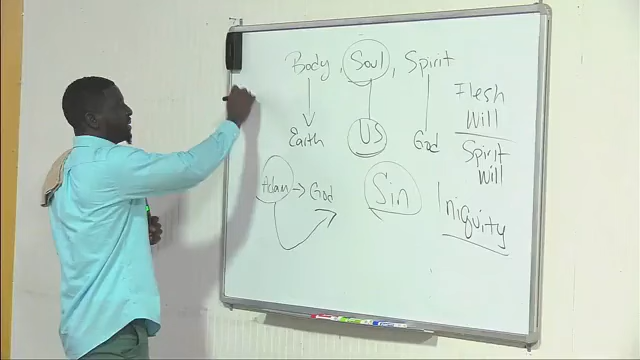 Body, Soul, Spirit
Earth US God
Adam → God Sin
Flesh
Will
Spirit
Will
Iniquity